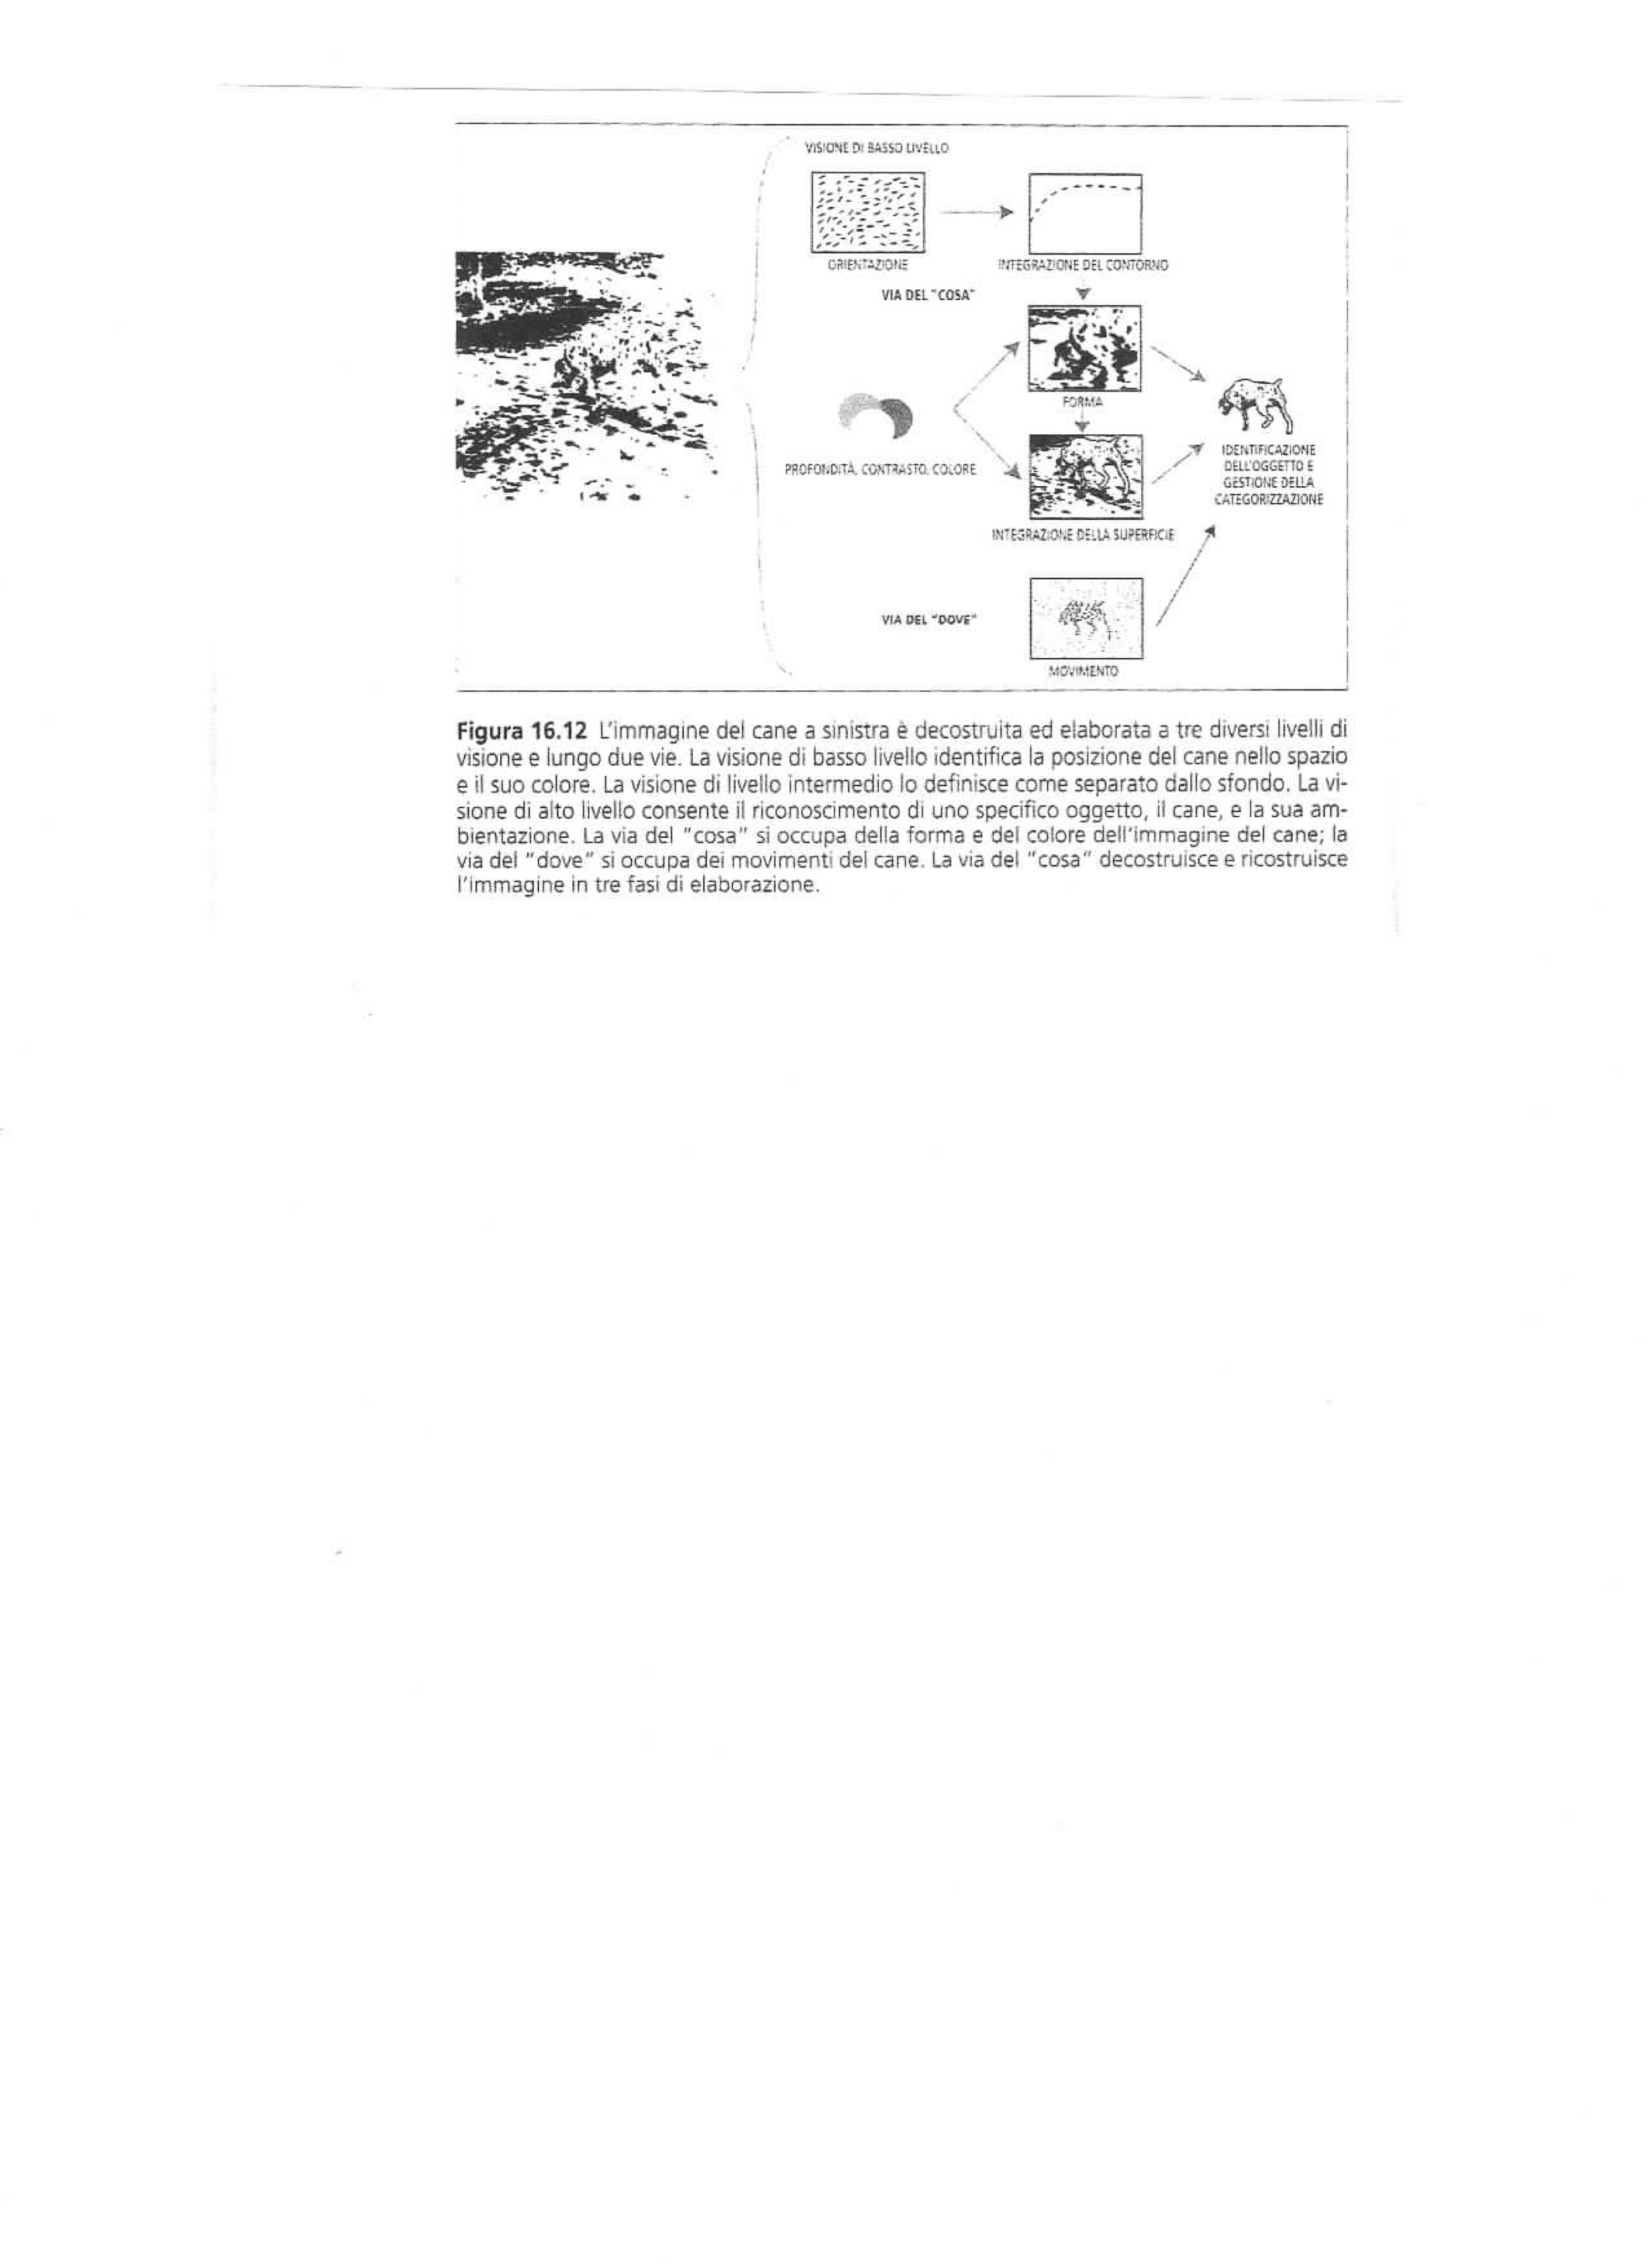 VISIONE DI BASSO LIVELLO
ORIENTAZIONE
INTEGRAZIONE DEL CONTORNO
VIA DEL "COSA"
FORMA
PROFONDITÀ, CONTRASTO, COLORE
IDENTIFICAZIONE
DELL'OGGETTO E
GESTIONE DELLA
CATEGORIZZAZIONE
INTEGRAZIONE DELLA SUPERFICIE
VIA DEL "DOVE"
MOVIMENTO
Figura 16.12 L'immagine del cane a sinistra è decostruita ed elaborata a tre diversi livelli di
visione e lungo due vie. La visione di basso livello identifica la posizione del cane nello spazio
e il suo colore. La visione di livello intermedio lo definisce come separato dallo sfondo. La vi-
sione di alto livello consente il riconoscimento di uno specifico oggetto, il cane, e la sua am-
bientazione. La via del "cosa" si occupa della forma e del colore dell'immagine del cane; la
via del "dove" si occupa dei movimenti del cane. La via del "cosa" decostruisce e ricostruisce
l'immagine in tre fasi di elaborazione.